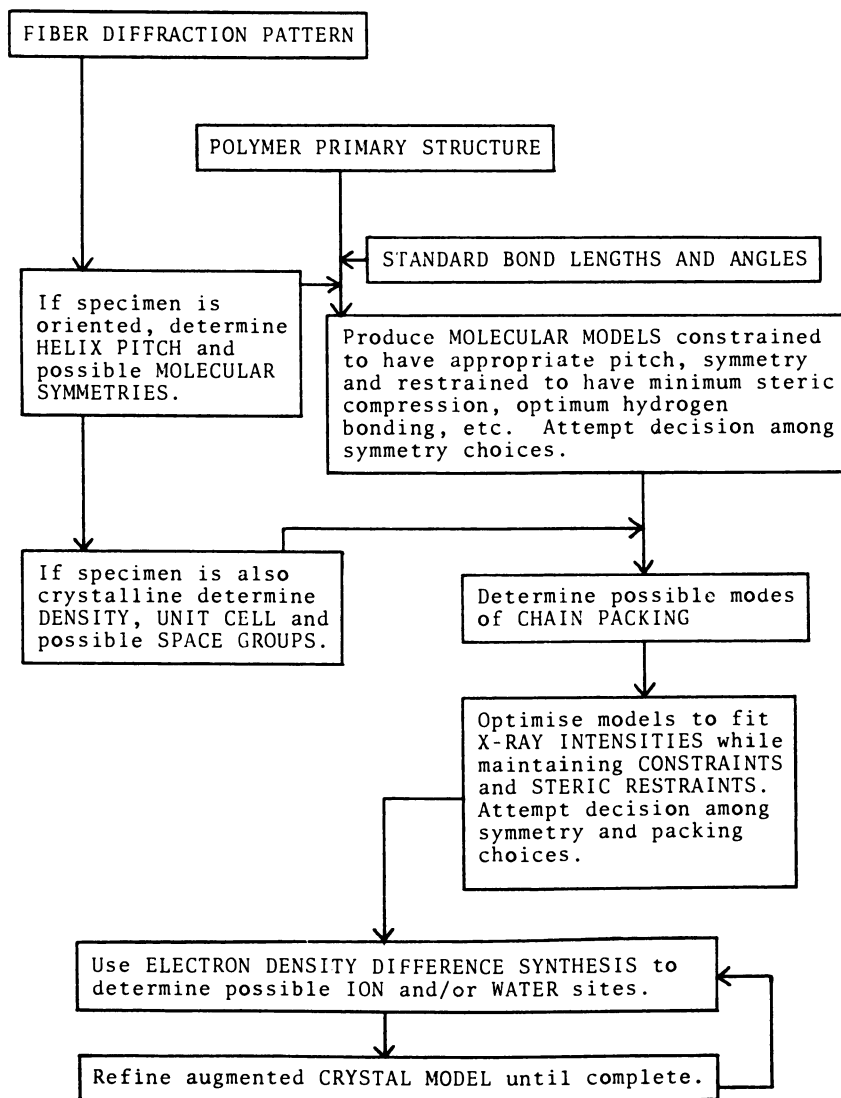 FIBER DIFFRACTION PATTERN
POLYMER PRIMARY STRUCTURE
STANDARD BOND LENGTHS AND ANGLES
If specimen is
oriented, determine
HELIX PITCH and
possible MOLECULAR
SYMMETRIES.
Produce MOLECULAR MODELS constrained
to have appropriate pitch, symmetry
and restrained to have minimum steric
compression, optimum hydrogen
bonding, etc. Attempt decision among
symmetry choices.
If specimen is also
crystalline determine
DENSITY, UNIT CELL and
possible SPACE GROUPS.
Determine possible modes
of CHAIN PACKING
Optimise models to fit
X-RAY INTENSITIES while
maintaining CONSTRAINTS
and STERIC RESTRAINTS.
Attempt decision among
symmetry and packing
choices.
Use ELECTRON DENSITY DIFFERENCE SYNTHESIS to
determine possible ION and/or WATER sites.
Refine augmented CRYSTAL MODEL until complete.